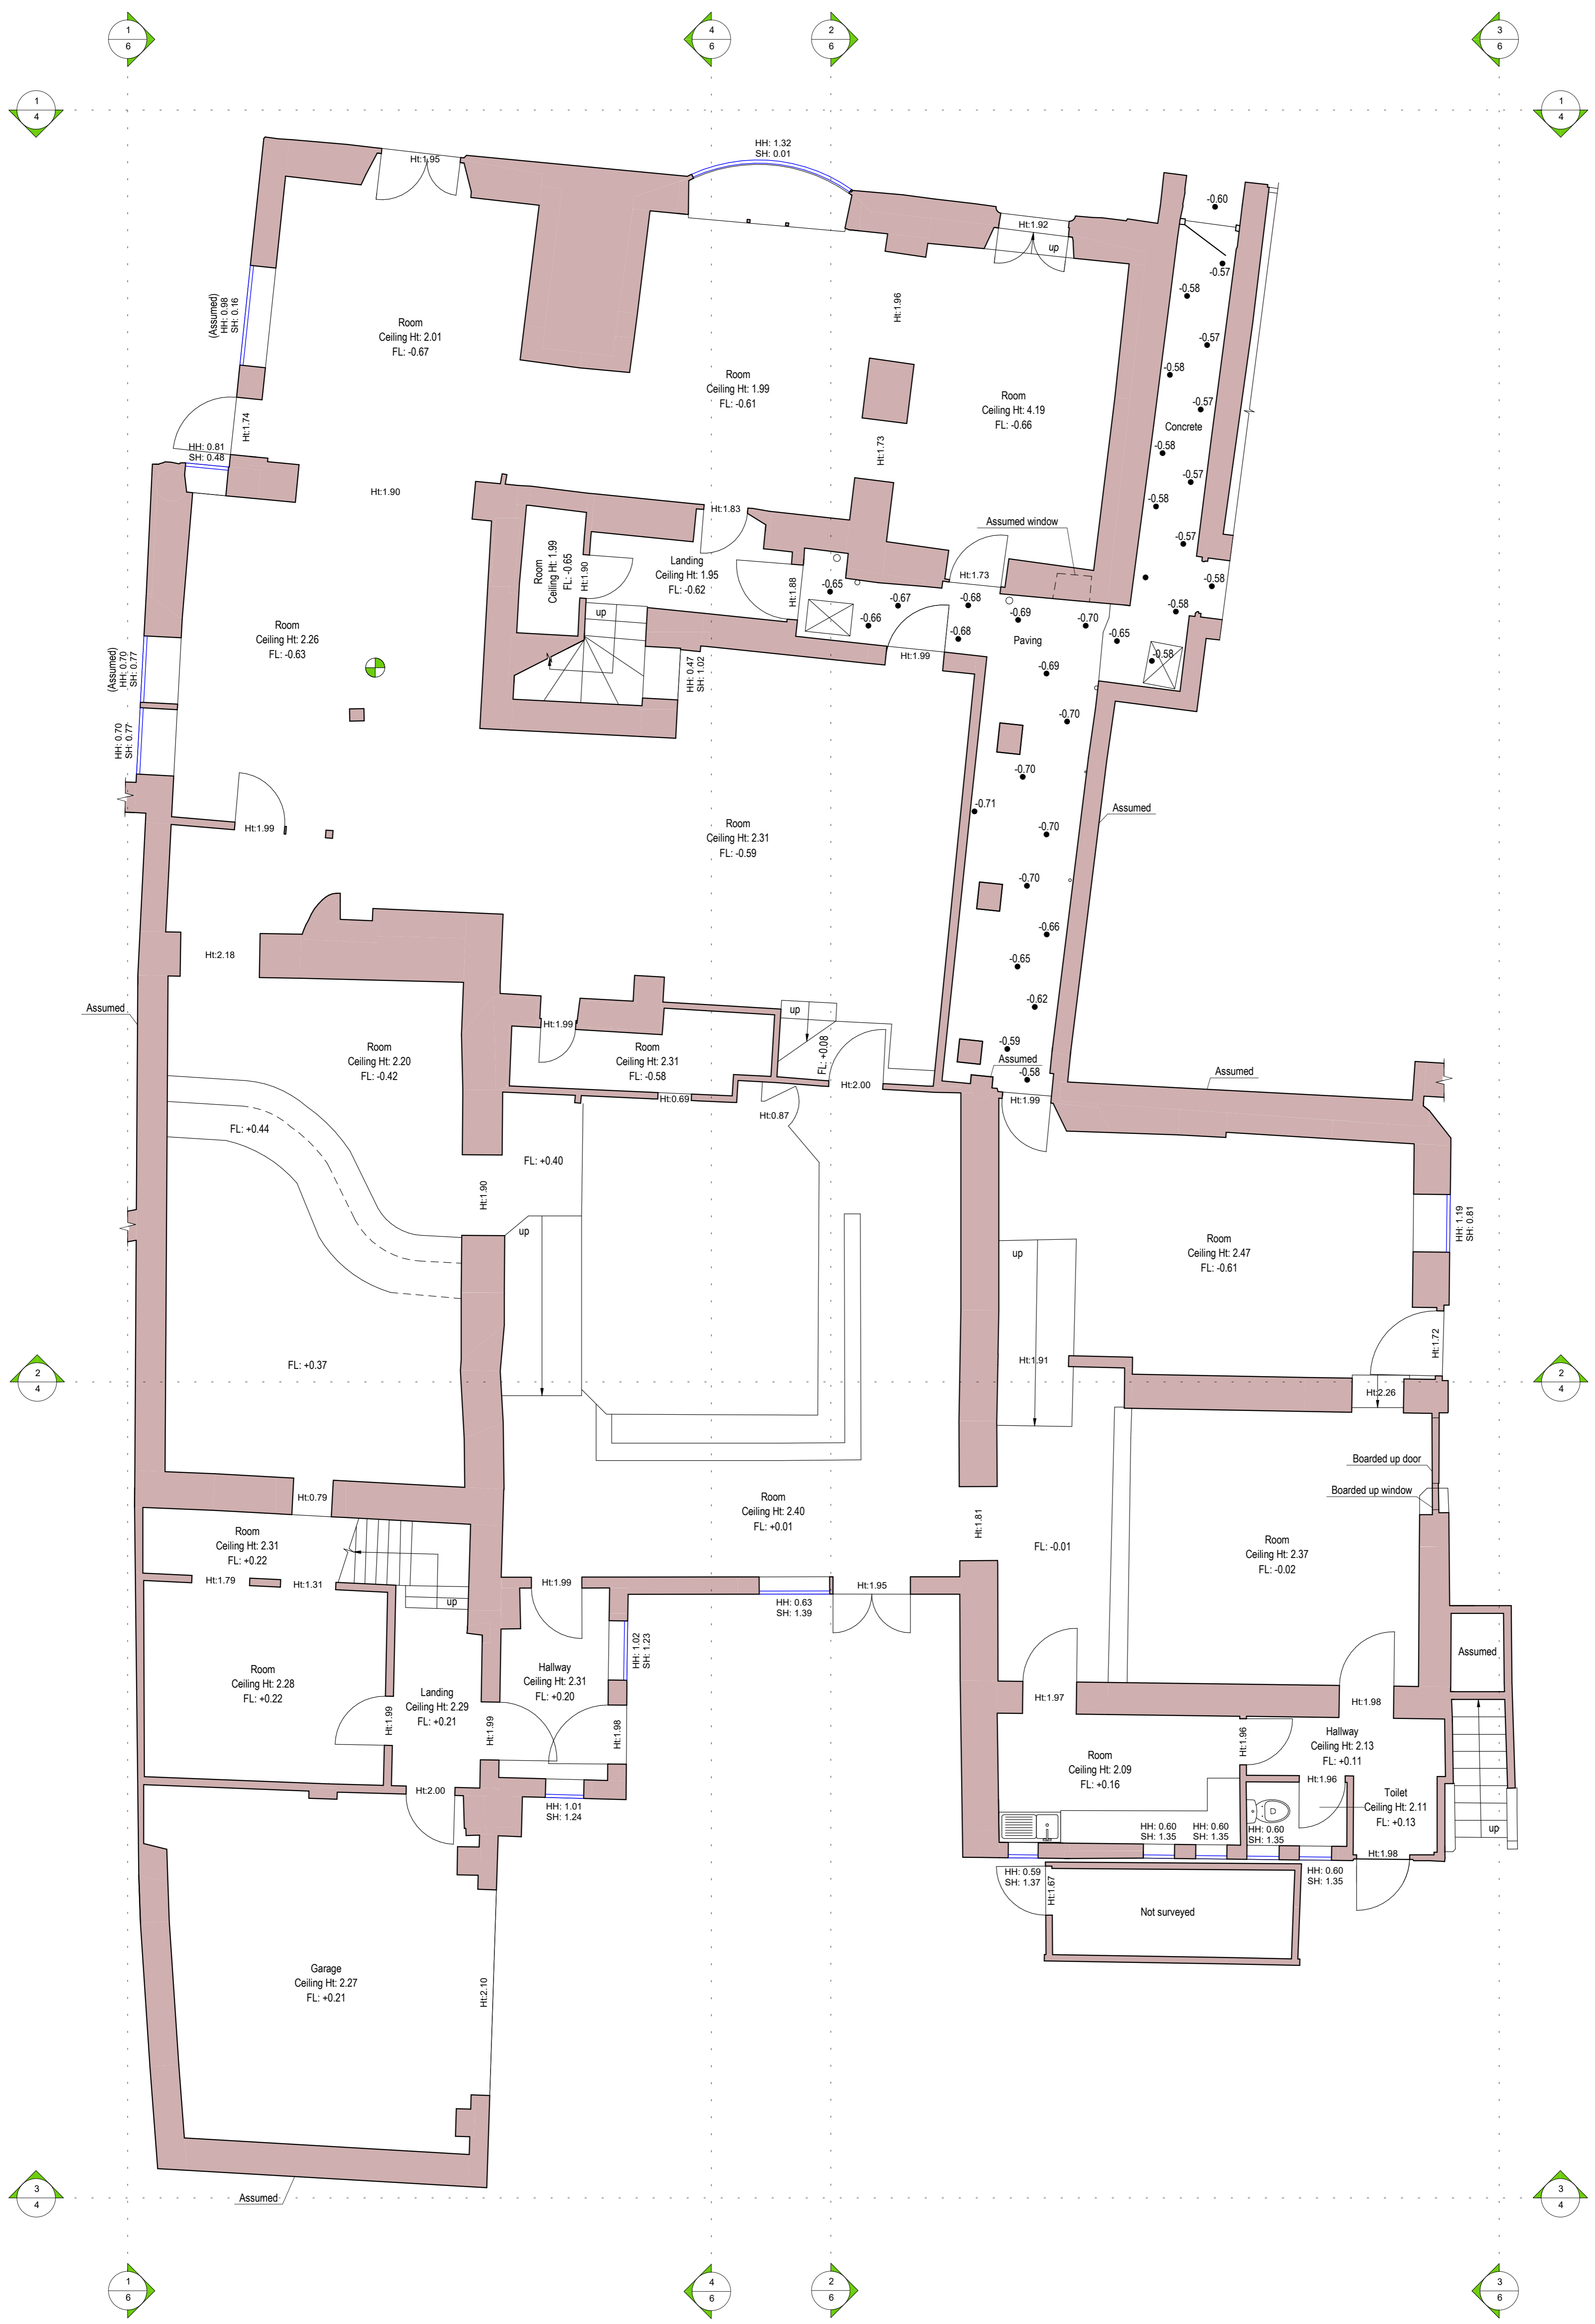 1
6
4
6
2
6
3
6
1
4
1
4
HH: 1.32
SH: 0.01
Ht:1.95
-0.60
Ht:1.92
up
-0.57
-0.58
(Assumed)
HH: 0.98
SH: 0.16
Ht:1.96
Room
Ceiling Ht: 2.01
FL: -0.67
-0.57
-0.58
Room
Ceiling Ht: 1.99
FL: -0.61
Room
Ceiling Ht: 4.19
FL: -0.66
-0.57
Concrete
Ht:1.74
HH: 0.81
SH: 0.48
Ht:1.73
-0.58
-0.57
Ht:1.90
-0.58
Ht:1.83
Assumed window
-0.57
Room
Ceiling Ht: 1.99
FL: -0.65
Ht:1.90
Landing
Ceiling Ht: 1.95
FL: -0.62
Ht:1.88
-0.65
Ht:1.73
-0.58
-0.67
-0.68
-0.69
-0.58
up
-0.66
-0.68
-0.70
-0.65
Paving
Room
Ceiling Ht: 2.26
FL: -0.63
Ht:1.99
-0.58
(Assumed)
HH: 0.70
SH: 0.77
HH: 0.47
SH: 1.02
-0.69
HH: 0.70
SH: 0.77
-0.70
-0.70
-0.71
Assumed
Ht:1.99
Room
Ceiling Ht: 2.31
FL: -0.59
-0.70
-0.70
-0.66
Ht:2.18
-0.65
Assumed
-0.62
up
Ht:1.99
Room
Ceiling Ht: 2.20
FL: -0.42
Room
Ceiling Ht: 2.31
FL: -0.58
FL: +0.08
-0.59
Assumed
-0.58
Assumed
Ht:2.00
Ht:0.69
Ht:0.87
Ht:1.99
FL: +0.44
FL: +0.40
Ht:1.90
up
HH: 1.19
SH: 0.81
Room
Ceiling Ht: 2.47
FL: -0.61
up
Ht:1.72
FL: +0.37
Ht:1.91
2
4
2
4
Ht:2.26
Boarded up door
Boarded up window
Ht:0.79
Room
Ceiling Ht: 2.40
FL: +0.01
Ht:1.81
Room
Ceiling Ht: 2.31
FL: +0.22
FL: -0.01
Room
Ceiling Ht: 2.37
FL: -0.02
Ht:1.79
Ht:1.31
Ht:1.99
Ht:1.95
up
HH: 0.63
SH: 1.39
HH: 1.02
SH: 1.23
Assumed
Room
Ceiling Ht: 2.28
FL: +0.22
Hallway
Ceiling Ht: 2.31
FL: +0.20
Landing
Ceiling Ht: 2.29
FL: +0.21
Ht:1.97
Ht:1.98
Ht:1.99
Ht:1.99
Ht:1.98
Ht:1.96
Hallway
Ceiling Ht: 2.13
FL: +0.11
Room
Ceiling Ht: 2.09
FL: +0.16
Ht:2.00
Ht:1.96
Toilet
Ceiling Ht: 2.11
FL: +0.13
HH: 1.01
SH: 1.24
HH: 0.60
SH: 1.35
HH: 0.60
SH: 1.35
HH: 0.60
SH: 1.35
up
Ht:1.98
HH: 0.59
SH: 1.37
Ht:1.67
HH: 0.60
SH: 1.35
Not surveyed
Garage
Ceiling Ht: 2.27
FL: +0.21
Ht:2.10
3
4
Assumed
3
4
1
6
4
6
2
6
3
6